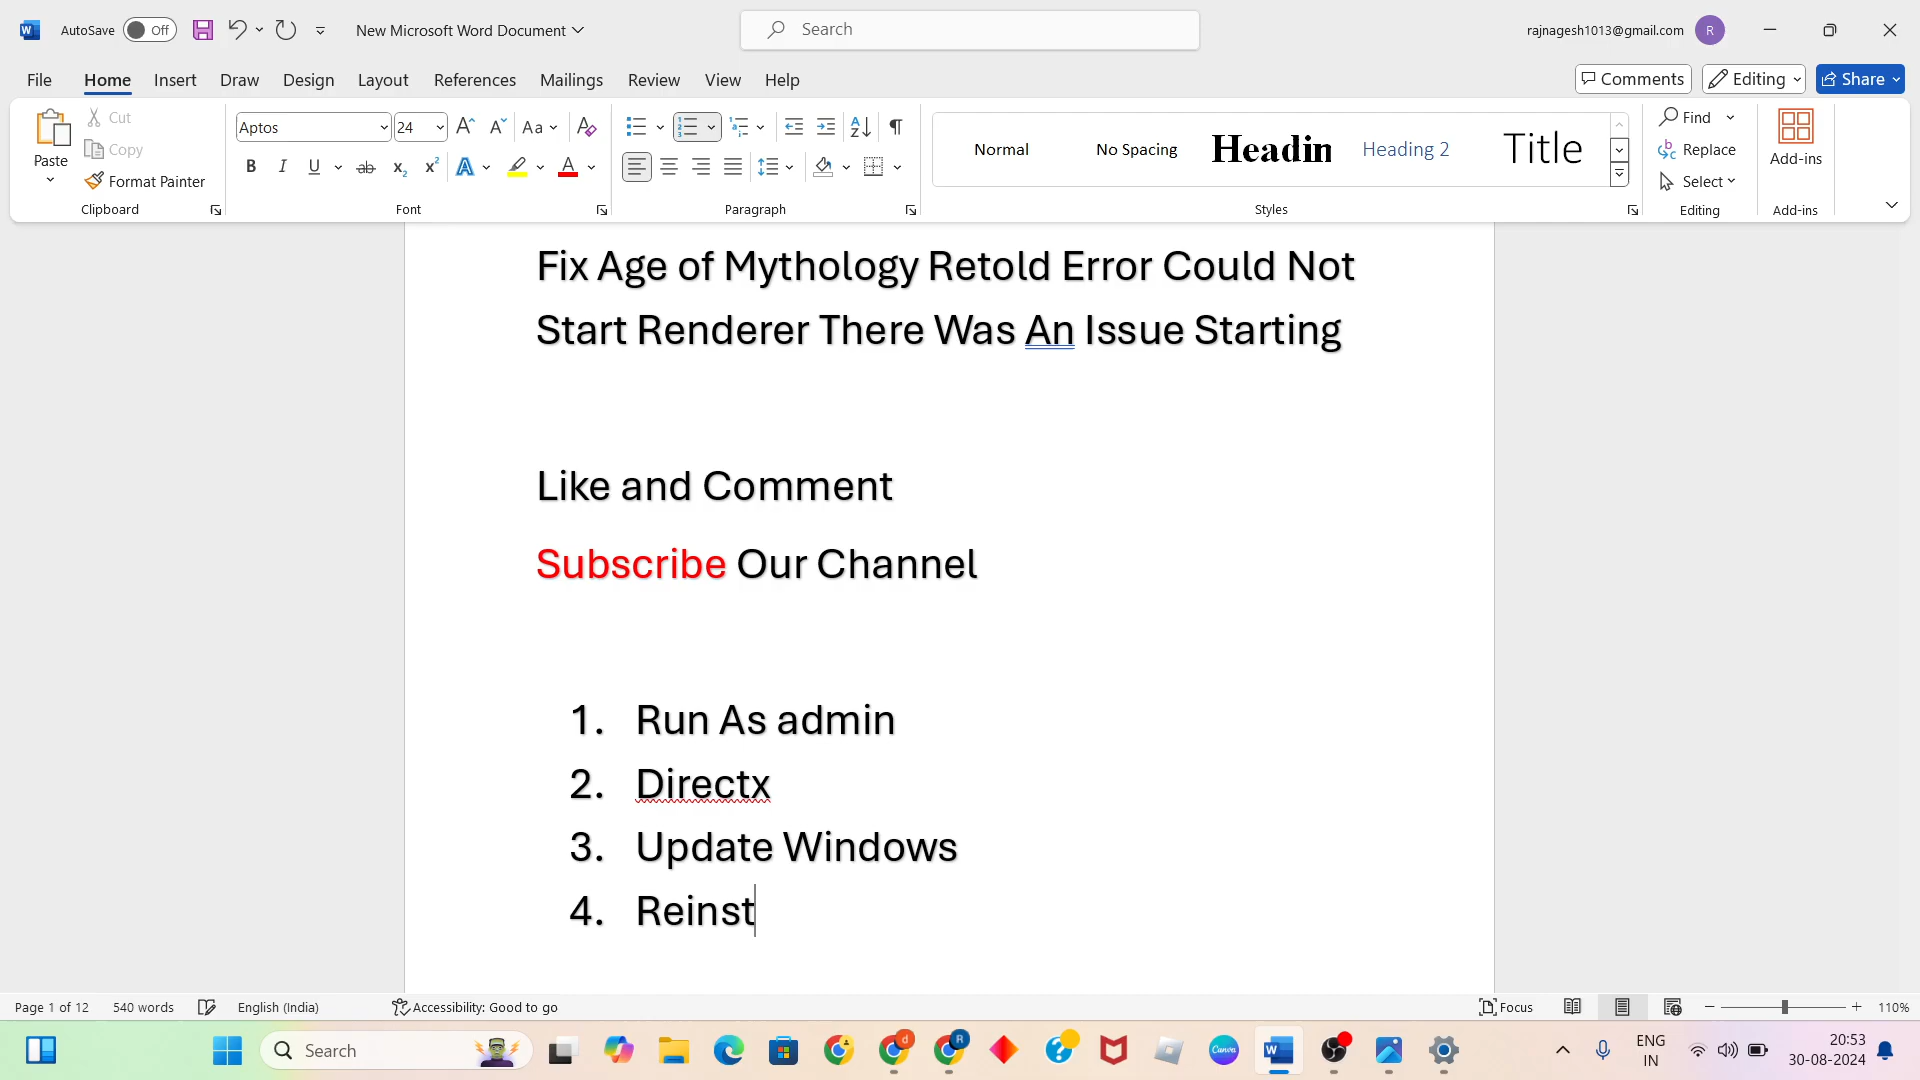 W AutoSave Off New Microsoft Word Document Search rajnagesh1013@gmail.com R
File Home Insert Draw Design Layout References Mailings Review View Help Comments Editing Share
Paste
Cut
Copy
Format Painter
Clipboard
Aptos 24 Aa
B I U ab x2 x2 A A
Font
Paragraph
Normal No Spacing Headin Heading 2 Title
Styles
Find
Replace
Select
Editing
Add-ins
Add-ins
Fix Age of Mythology Retold Error Could Not
Start Renderer There Was An Issue Starting
Like and Comment
Subscribe Our Channel
1. Run As admin
2. Directx
3. Update Windows
4. Reinst
Page 1 of 12 540 words English (India) Accessibility: Good to go Focus 110%
Search Canva W ENG
IN
20:53
30-08-2024